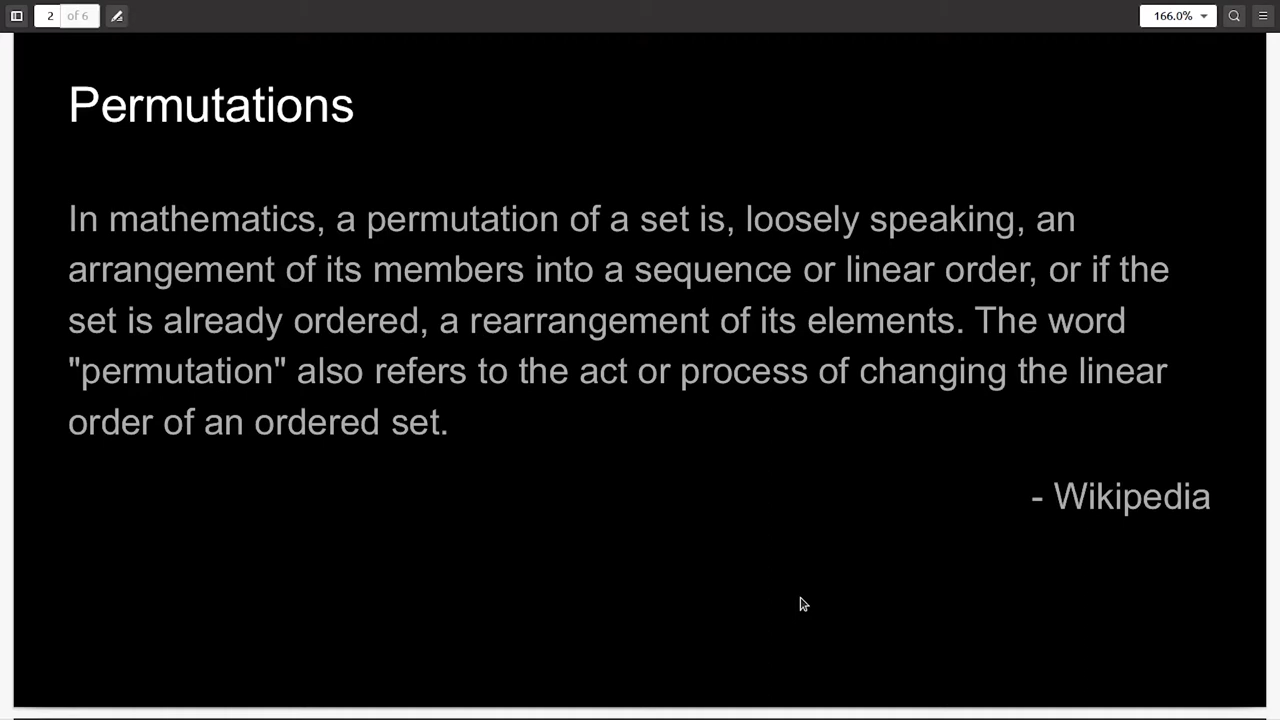 2 of 6
166.0%
Permutations
In mathematics, a permutation of a set is, loosely speaking, an
arrangement of its members into a sequence or linear order, or if the
set is already ordered, a rearrangement of its elements. The word
"permutation" also refers to the act or process of changing the linear
order of an ordered set.
- Wikipedia